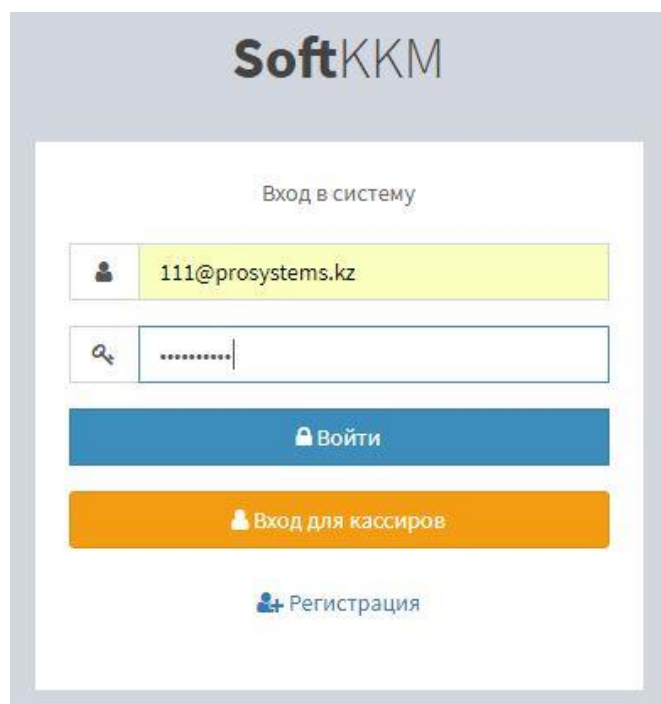 SoftKKM
Вход в систему
111@prosystems.kz
••••••••••
Войти
Вход для кассиров
Регистрация